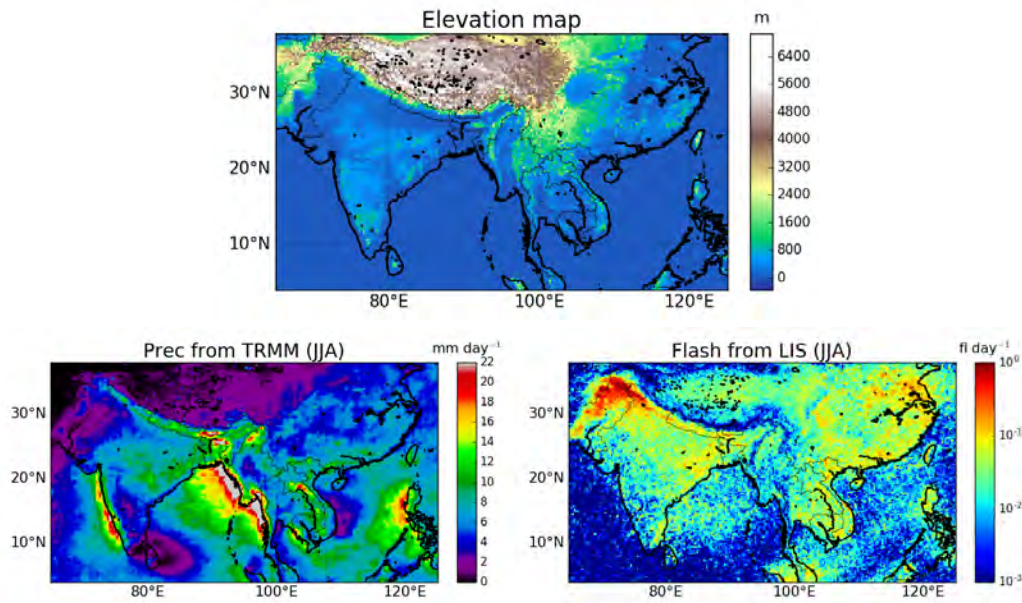 Elevation map
m
6400
5600
4800
4000
3200
2400
1600
800
0
30°N
20°N
10°N
80°E
100°E
120°E
Prec from TRMM (JJA)
mm day⁻¹
22
20
18
16
14
12
10
8
6
4
2
0
30°N
20°N
10°N
80°E
100°E
120°E
Flash from LIS (JJA)
fl day⁻¹
10⁰
10⁻¹
10⁻²
10⁻³
30°N
20°N
10°N
80°E
100°E
120°E